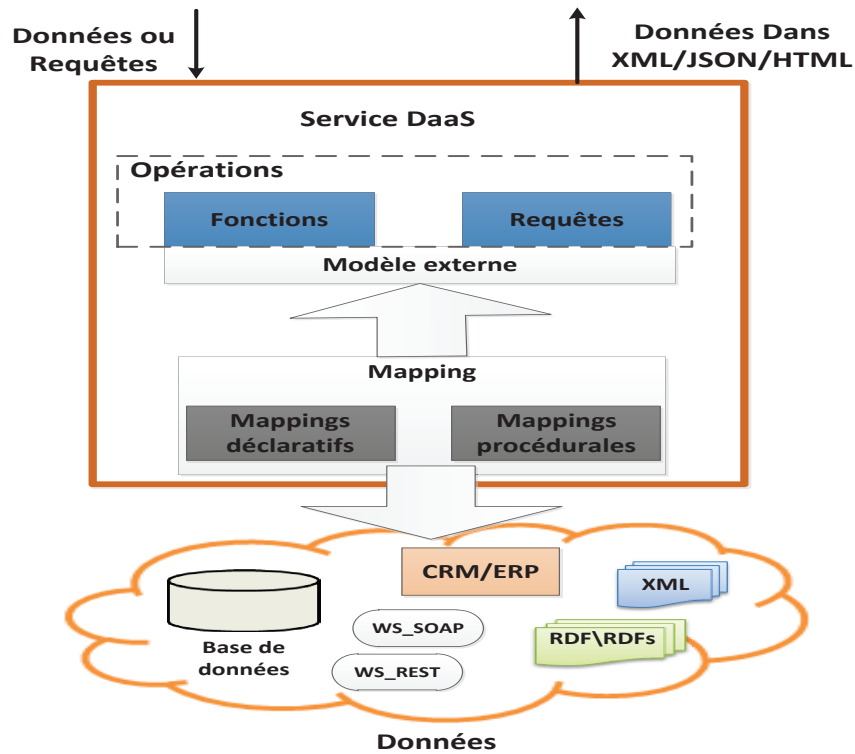 Données ou
Requêtes
Données Dans
XML/JSON/HTML
Service DaaS
Opérations
Fonctions
Requêtes
Modèle externe
Mapping
Mappings
déclaratifs
Mappings
procédurales
CRM/ERP
XML
Base de
données
WS_SOAP
WS_REST
RDF\RDFs
Données